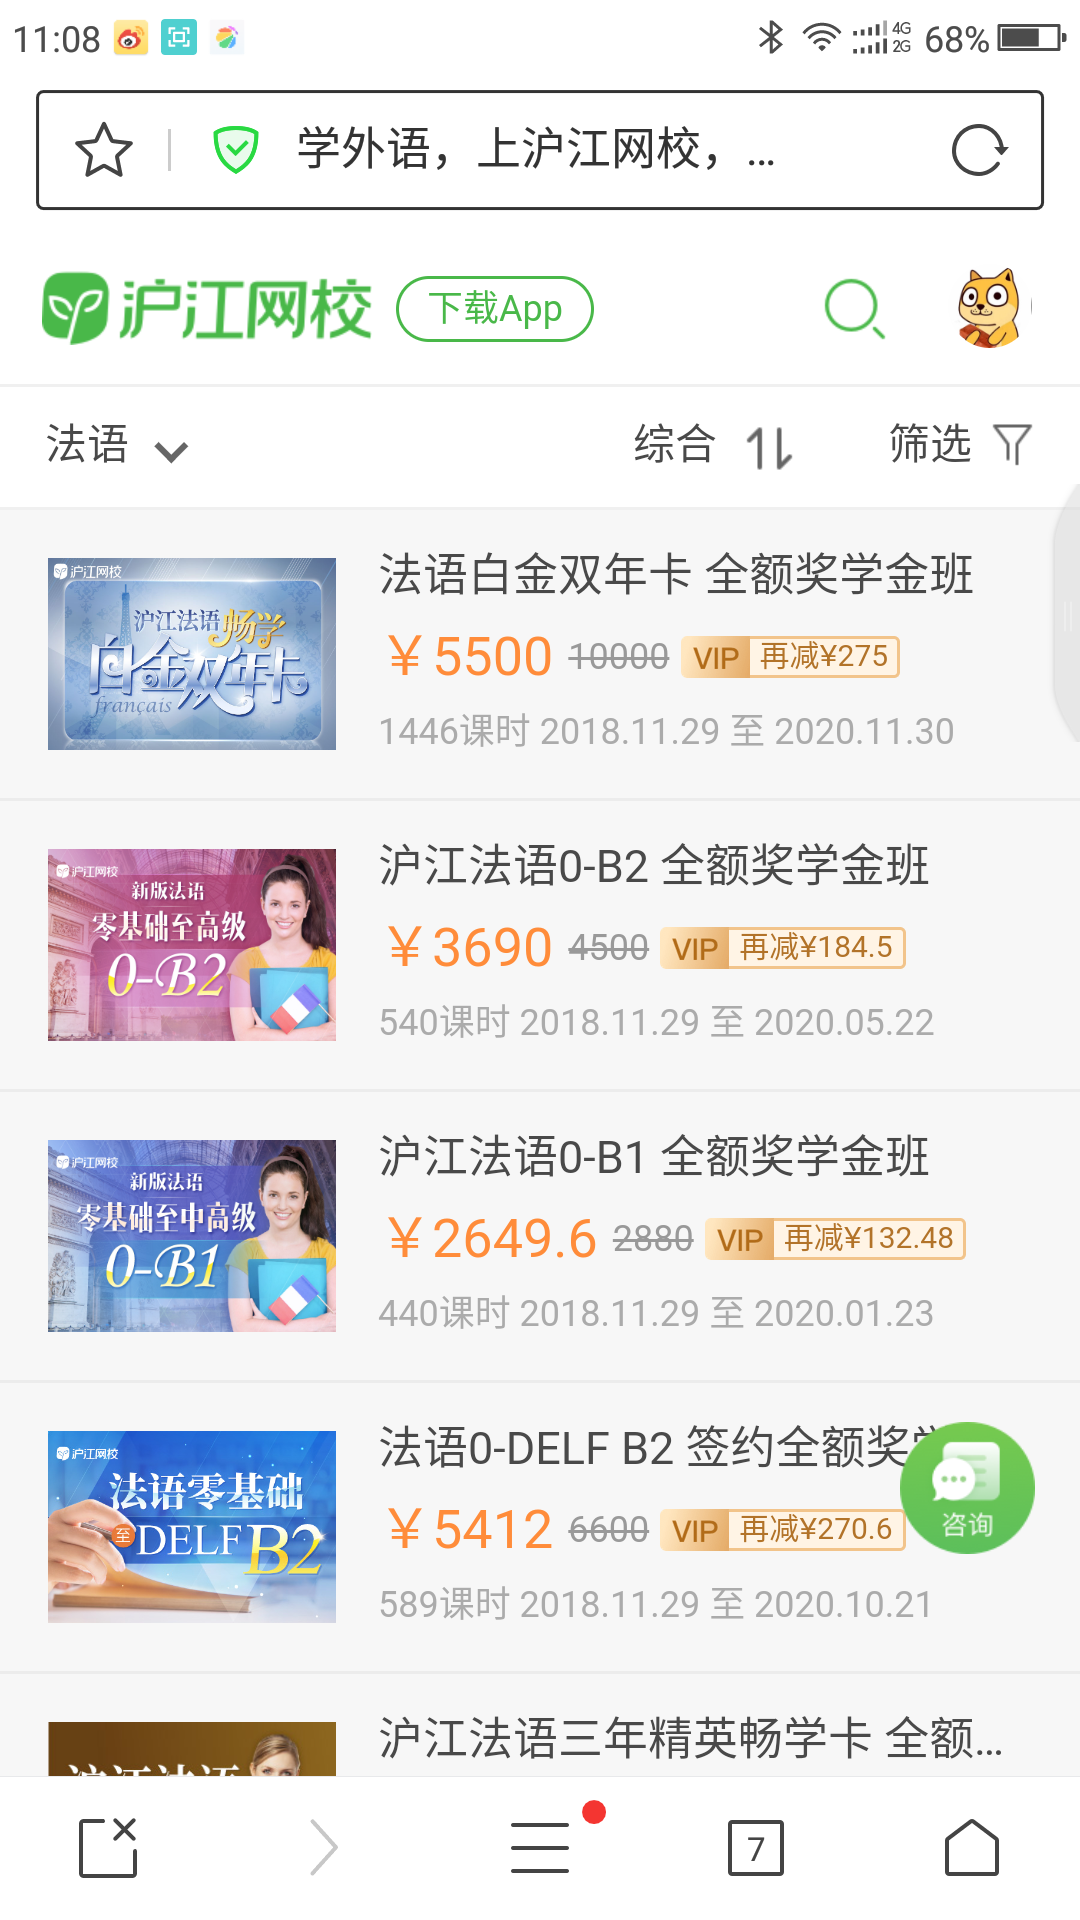 11:08
4G
2G
68%
学外语，上沪江网校，...
沪江网校
下载App
法语
综合
筛选
沪江网校
沪江法语畅学
白金双年卡
français
法语白金双年卡 全额奖学金班
￥5500 10000 VIP 再减¥275
1446课时 2018.11.29 至 2020.11.30
沪江网校
新版法语
零基础至高级
0-B2
沪江法语0-B2 全额奖学金班
￥3690 4500 VIP 再减¥184.5
540课时 2018.11.29 至 2020.05.22
沪江网校
新版法语
零基础至中高级
0-B1
沪江法语0-B1 全额奖学金班
￥2649.6 2880 VIP 再减¥132.48
440课时 2018.11.29 至 2020.01.23
沪江网校
法语零基础
至DELF B2
法语0-DELF B2 签约全额奖
￥5412 6600 VIP 再减¥270.6
589课时 2018.11.29 至 2020.10.21
咨询
沪江法语
沪江法语三年精英畅学卡 全额...
7